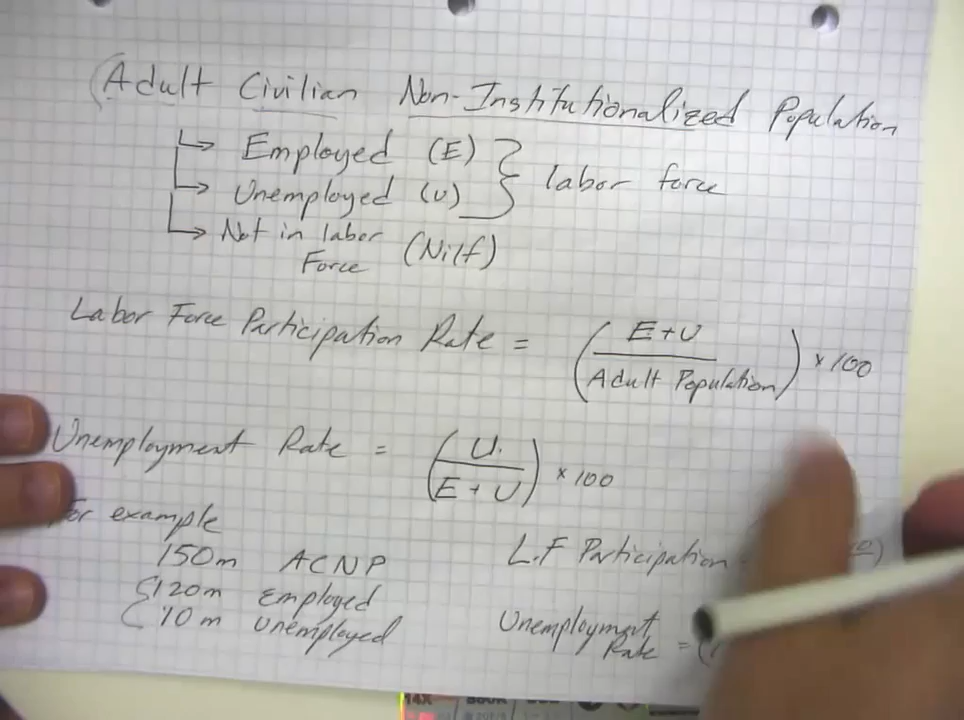 (Adult Civilian Non-Institutionalized Population
Employed (E)
Unemployed (U)
} labor force
Not in labor
Force (Nilf)
Labor Force Participation Rate = (E+U / Adult Population) × 100
Unemployment Rate = (U / E + U) × 100
For example
150m ACNP
120m Employed
10m Unemployed
L.F Participation
Unemployment
Rate = (